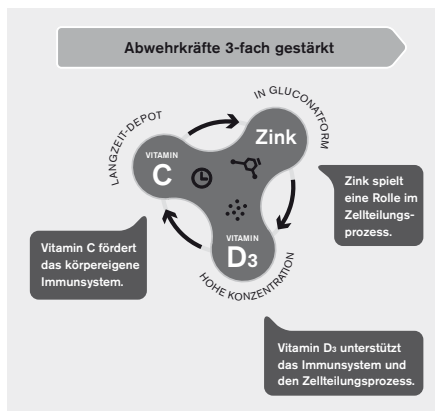 Abwehrkräfte 3-fach gestärkt
LANGZEIT-DEPOT
VITAMIN
C
IN GLUCONATFORM
Zink
VITAMIN
D3
HOHE KONZENTRATION
Zink spielt
eine Rolle im
Zellteilungs-
prozess.
Vitamin C fördert
das körpereigene
Immunsystem.
Vitamin D3 unterstützt
das Immunsystem und
den Zellteilungsprozess.